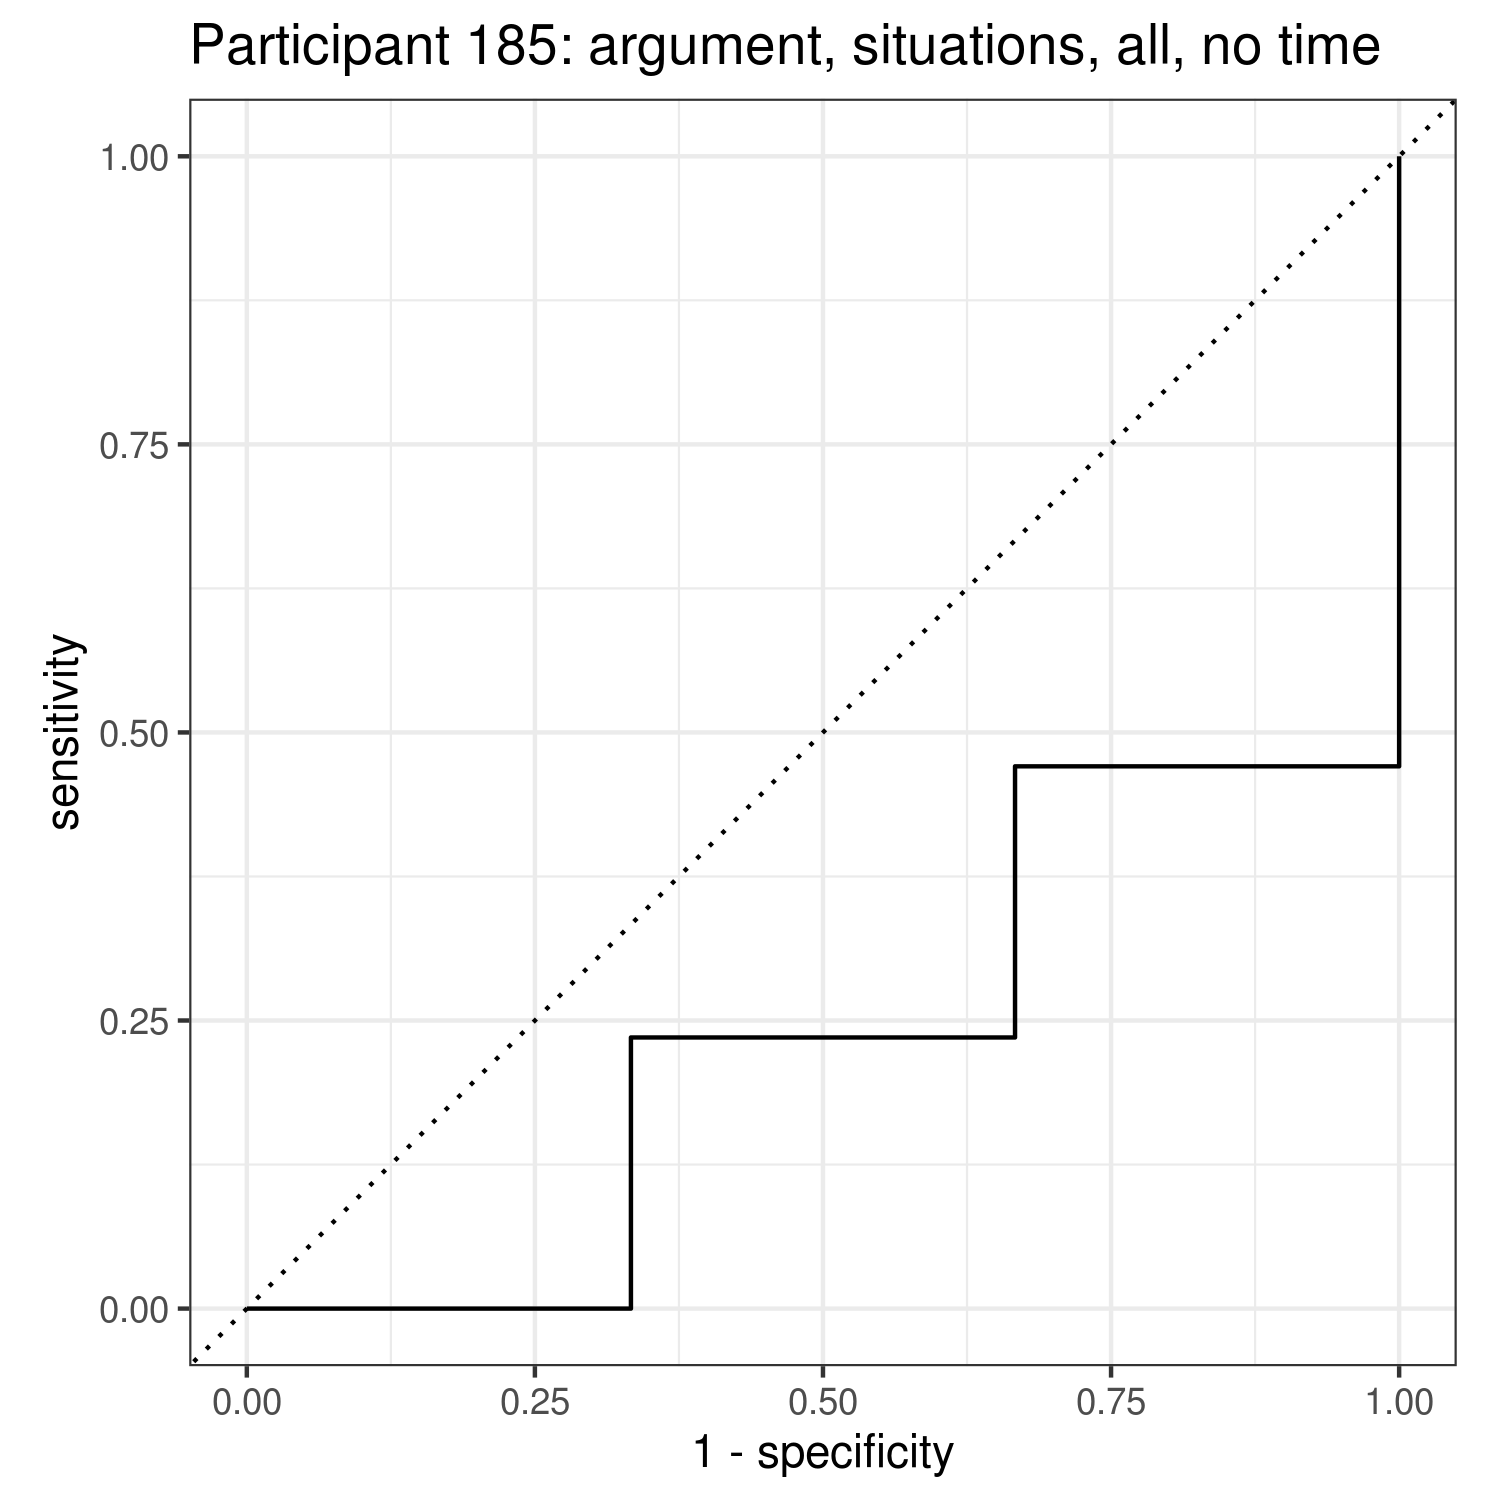 Participant 185: argument, situations, all, no time
1.00
0.75
0.50
0.25
0.00
sensitivity
0.00 0.25 0.50 0.75 1.00
1 - specificity